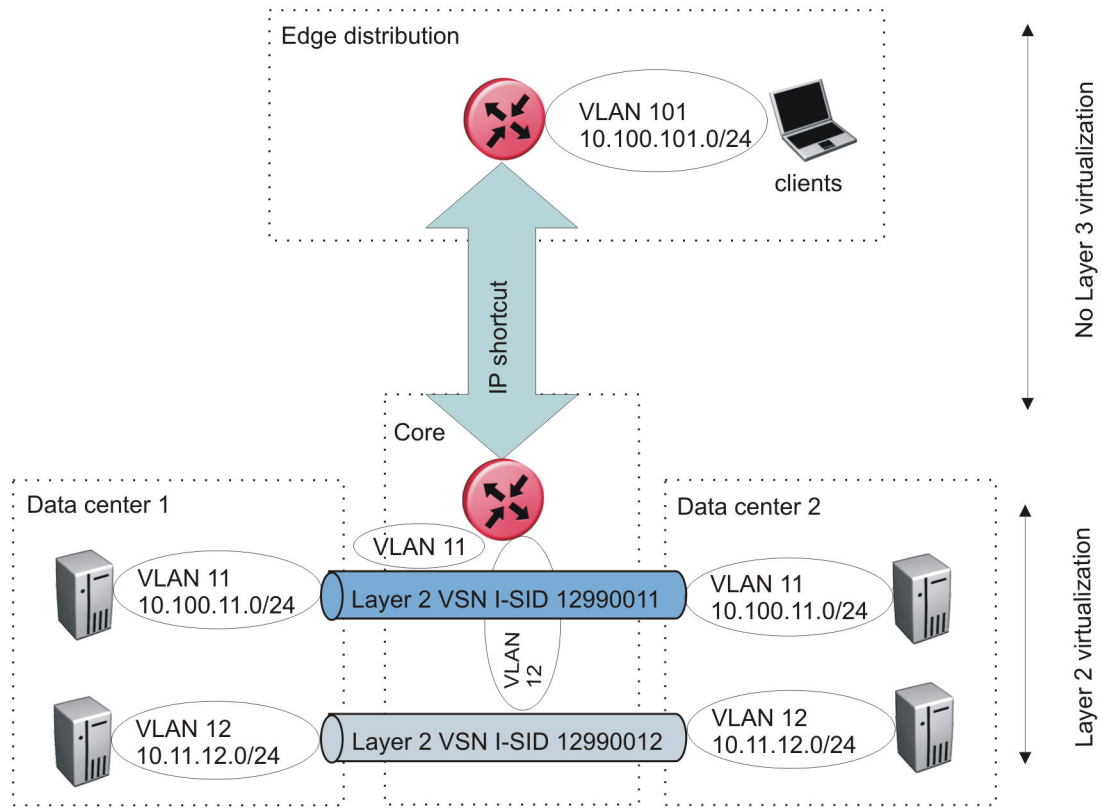 Edge distribution
VLAN 101
10.100.101.0/24
clients
No Layer 3 virtualization
IP shortcut
Core
Data center 1
Data center 2
VLAN 11
VLAN 11
10.100.11.0/24
Layer 2 VSN I-SID 12990011
VLAN 11
10.100.11.0/24
VLAN
12
VLAN 12
10.11.12.0/24
Layer 2 VSN I-SID 12990012
VLAN 12
10.11.12.0/24
Layer 2 virtualization